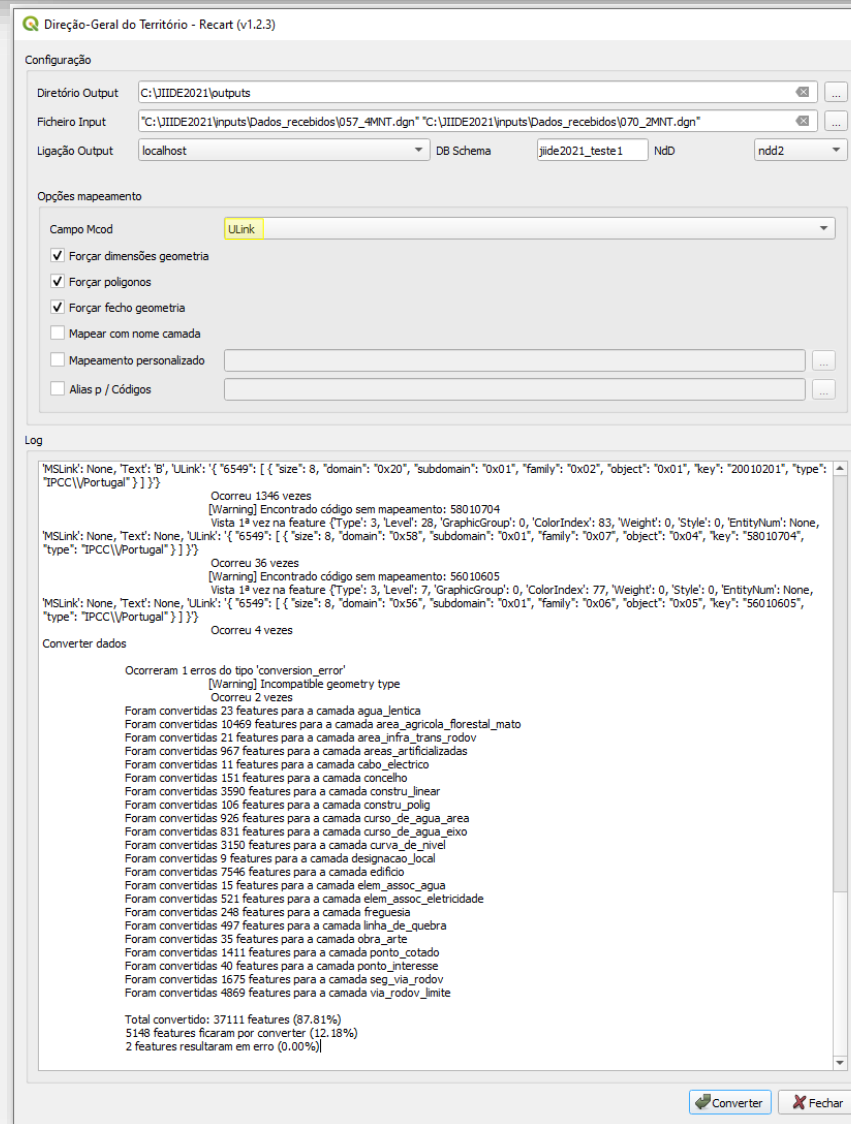 Direção-Geral do Território - Recart (v1.2.3)
Configuração
Diretório Output C:\JIIDE2021\outputs ...
Ficheiro Input "C:\JIIDE2021\inputs\Dados_recebidos\057_4MNT.dgn" "C:\JIIDE2021\inputs\Dados_recebidos\070_2MNT.dgn" ...
Ligação Output localhost DB Schema jiide2021_teste1 NdD ndd2
Opções mapeamento
Campo Mcod ULink
Forçar dimensões geometria
Forçar poligonos
Forçar fecho geometria
Mapear com nome camada
Mapeamento personalizado ...
Alias p / Códigos ...
Log
'MSLink': None, 'Text': 'B', 'ULink': '{ "6549": [ { "size": 8, "domain": "0x20", "subdomain": "0x01", "family": "0x02", "object": "0x01", "key": "20010201", "type":
"IPCC\\/Portugal" } ] }'}
Ocorreu 1346 vezes
[Warning] Encontrado código sem mapeamento: 58010704
Vista 1ª vez na feature {'Type': 3, 'Level': 28, 'GraphicGroup': 0, 'ColorIndex': 83, 'Weight': 0, 'Style': 0, 'EntityNum': None,
'MSLink': None, 'Text': None, 'ULink': '{ "6549": [ { "size": 8, "domain": "0x58", "subdomain": "0x01", "family": "0x07", "object": "0x04", "key": "58010704",
"type": "IPCC\\/Portugal" } ] }'}
Ocorreu 36 vezes
[Warning] Encontrado código sem mapeamento: 56010605
Vista 1ª vez na feature {'Type': 3, 'Level': 7, 'GraphicGroup': 0, 'ColorIndex': 77, 'Weight': 0, 'Style': 0, 'EntityNum': None,
'MSLink': None, 'Text': None, 'ULink': '{ "6549": [ { "size": 8, "domain": "0x56", "subdomain": "0x01", "family": "0x06", "object": "0x05", "key": "56010605",
"type": "IPCC\\/Portugal" } ] }'}
Ocorreu 4 vezes
Converter dados
Ocorreram 1 erros do tipo 'conversion_error'
[Warning] Incompatible geometry type
Ocorreu 2 vezes
Foram convertidas 23 features para a camada agua_lentica
Foram convertidas 10469 features para a camada area_agricola_florestal_mato
Foram convertidas 21 features para a camada area_infra_trans_rodov
Foram convertidas 967 features para a camada areas_artificializadas
Foram convertidas 11 features para a camada cabo_electrico
Foram convertidas 151 features para a camada concelho
Foram convertidas 3590 features para a camada constru_linear
Foram convertidas 106 features para a camada constru_polig
Foram convertidas 926 features para a camada curso_de_agua_area
Foram convertidas 831 features para a camada curso_de_agua_eixo
Foram convertidas 3150 features para a camada curva_de_nivel
Foram convertidas 9 features para a camada designacao_local
Foram convertidas 7546 features para a camada edificio
Foram convertidas 15 features para a camada elem_assoc_agua
Foram convertidas 521 features para a camada elem_assoc_eletricidade
Foram convertidas 248 features para a camada freguesia
Foram convertidas 497 features para a camada linha_de_quebra
Foram convertidas 35 features para a camada obra_arte
Foram convertidas 1411 features para a camada ponto_cotado
Foram convertidas 40 features para a camada ponto_interesse
Foram convertidas 1675 features para a camada seg_via_rodov
Foram convertidas 4869 features para a camada via_rodov_limite
Total convertido: 37111 features (87.81%)
5148 features ficaram por converter (12.18%)
2 features resultaram em erro (0.00%)
Converter Fechar